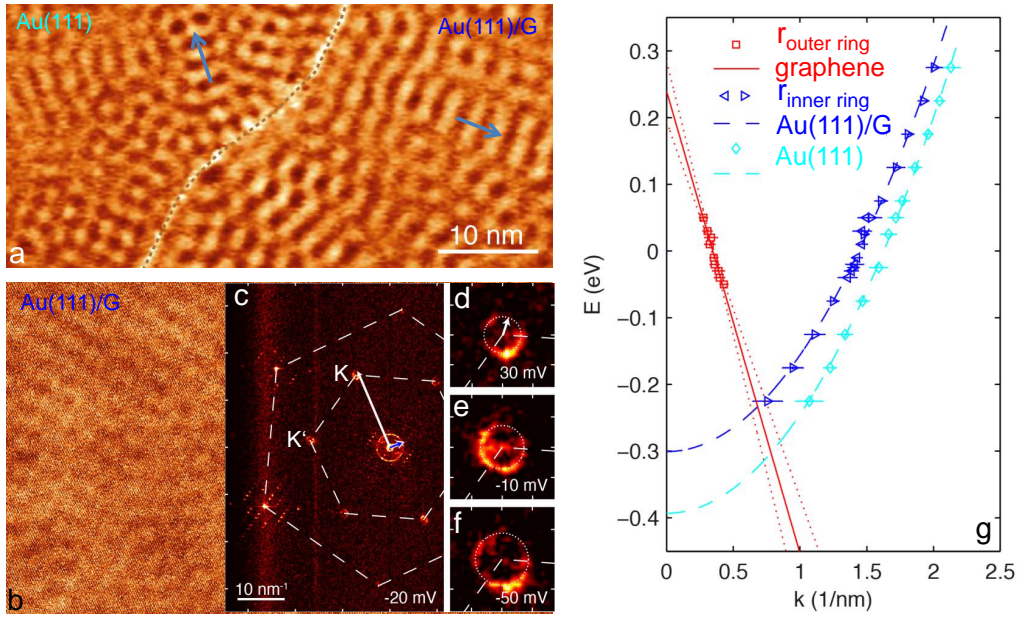 Au(111)
Au(111)/G
a
10 nm
Au(111)/G
b
c
K
K'
10 nm⁻¹
-20 mV
d
30 mV
e
-10 mV
f
-50 mV
r outer ring
graphene
r inner ring
Au(111)/G
Au(111)
0.3
0.2
0.1
0
−0.1
−0.2
−0.3
−0.4
E (eV)
0
0.5
1
1.5
2
2.5
k (1/nm)
g